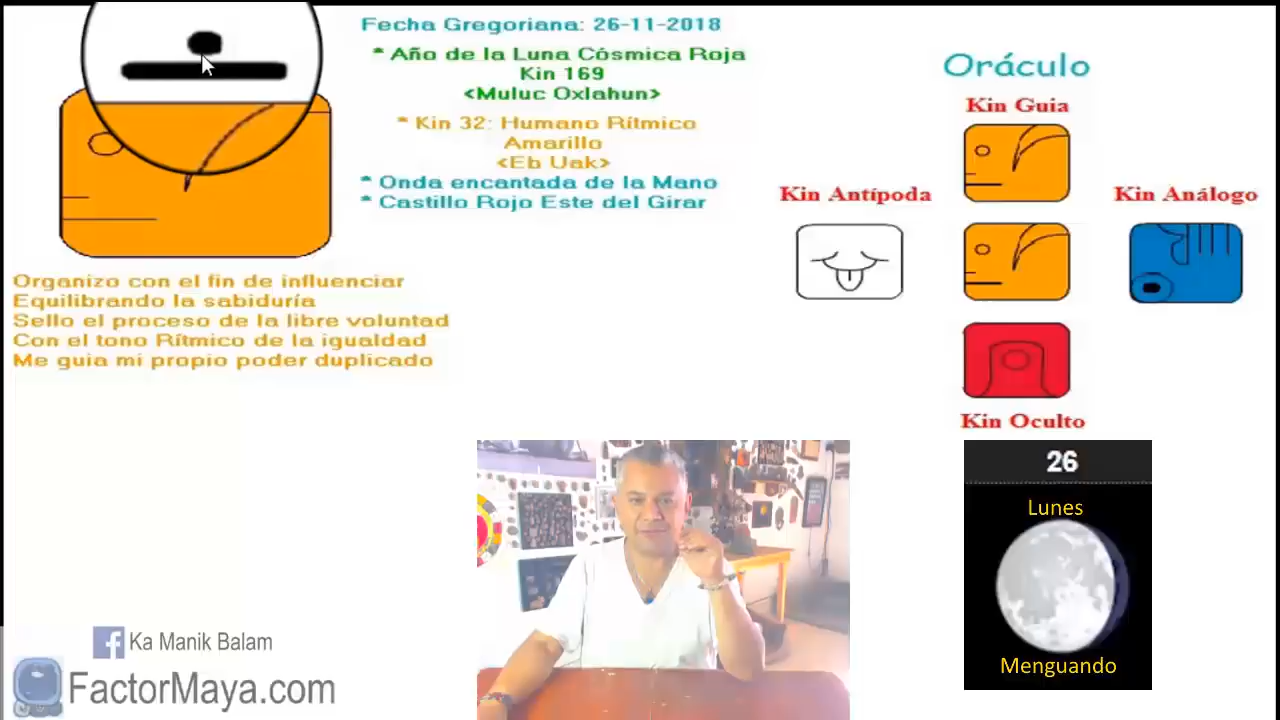 Fecha Gregoriana: 26-11-2018
* Año de la Luna Cósmica Roja
Kin 169
<Muluc Oxlahun>
* Kin 32: Humano Rítmico
Amarillo
<Eb Uak>
* Onda encantada de la Mano
* Castillo Rojo Este del Girar
Organizo con el fin de influenciar
Equilibrando la sabiduría
Sello el proceso de la libre voluntad
Con el tono Rítmico de la igualdad
Me guia mi propio poder duplicado
Oráculo
Kin Guia
Kin Antípoda
Kin Análogo
Kin Oculto
26
Lunes
Menguando
Ka Manik Balam
FactorMaya.com